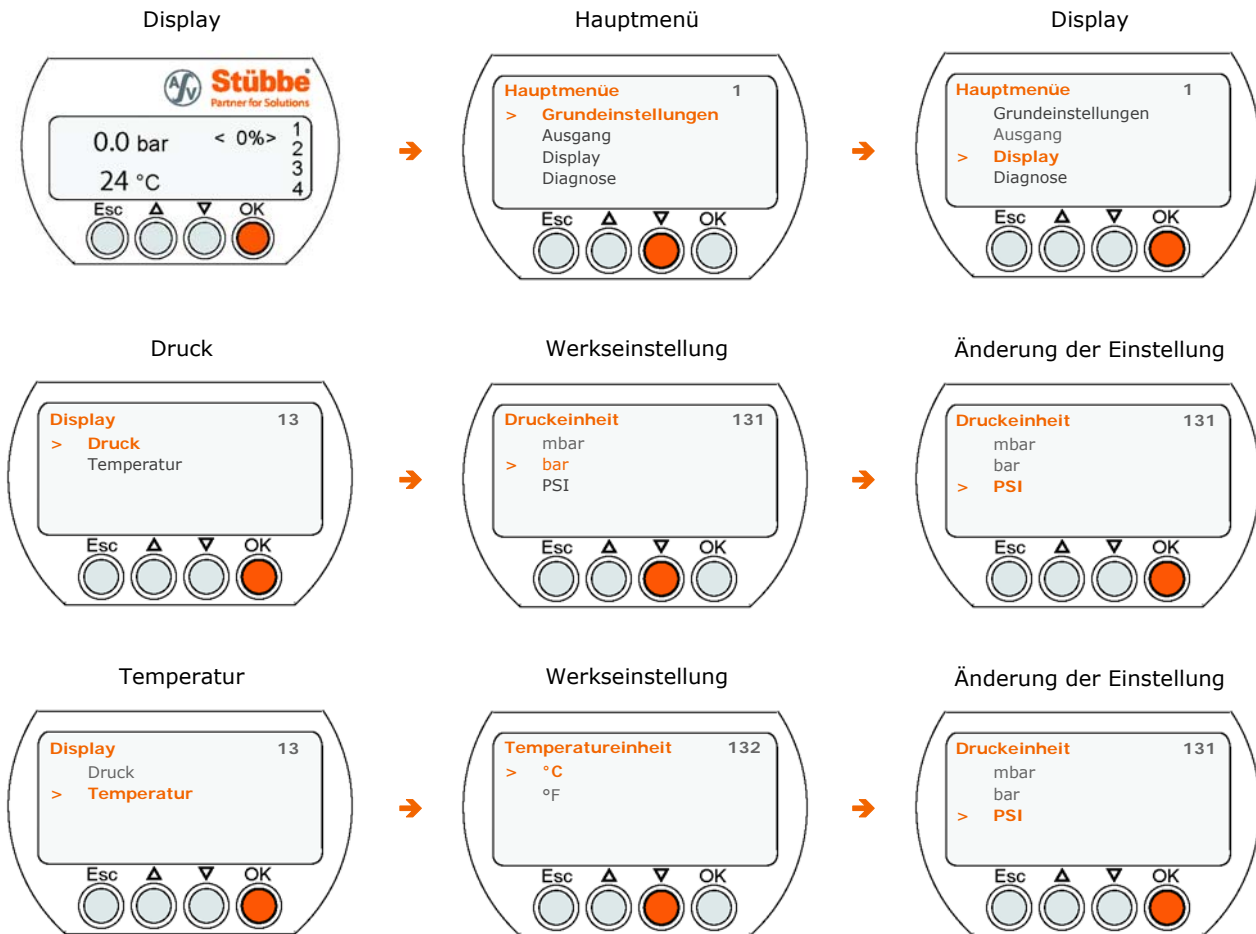 Display
Hauptmenü
Display
ASV Stübbe®
Partner for Solutions
0.0 bar < 0%> 1
2
24 °C 3
4
Esc Δ ∇ OK
Hauptmenüe 1
> Grundeinstellungen
Ausgang
Display
Diagnose
Esc Δ ∇ OK
Hauptmenüe 1
Grundeinstellungen
Ausgang
> Display
Diagnose
Esc Δ ∇ OK
Druck
Werkseinstellung
Änderung der Einstellung
Display 13
> Druck
Temperatur
Esc Δ ∇ OK
Druckeinheit 131
mbar
> bar
PSI
Esc Δ ∇ OK
Druckeinheit 131
mbar
bar
> PSI
Esc Δ ∇ OK
Temperatur
Werkseinstellung
Änderung der Einstellung
Display 13
Druck
> Temperatur
Esc Δ ∇ OK
Temperatureinheit 132
> °C
°F
Esc Δ ∇ OK
Druckeinheit 131
mbar
bar
> PSI
Esc Δ ∇ OK